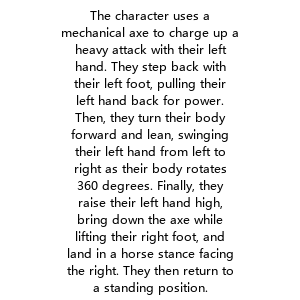 The character uses a
mechanical axe to charge up a
heavy attack with their left
hand. They step back with
their left foot, pulling their
left hand back for power.
Then, they turn their body
forward and lean, swinging
their left hand from left to
right as their body rotates
360 degrees. Finally, they
raise their left hand high,
bring down the axe while
lifting their right foot, and
land in a horse stance facing
the right. They then return to
a standing position.